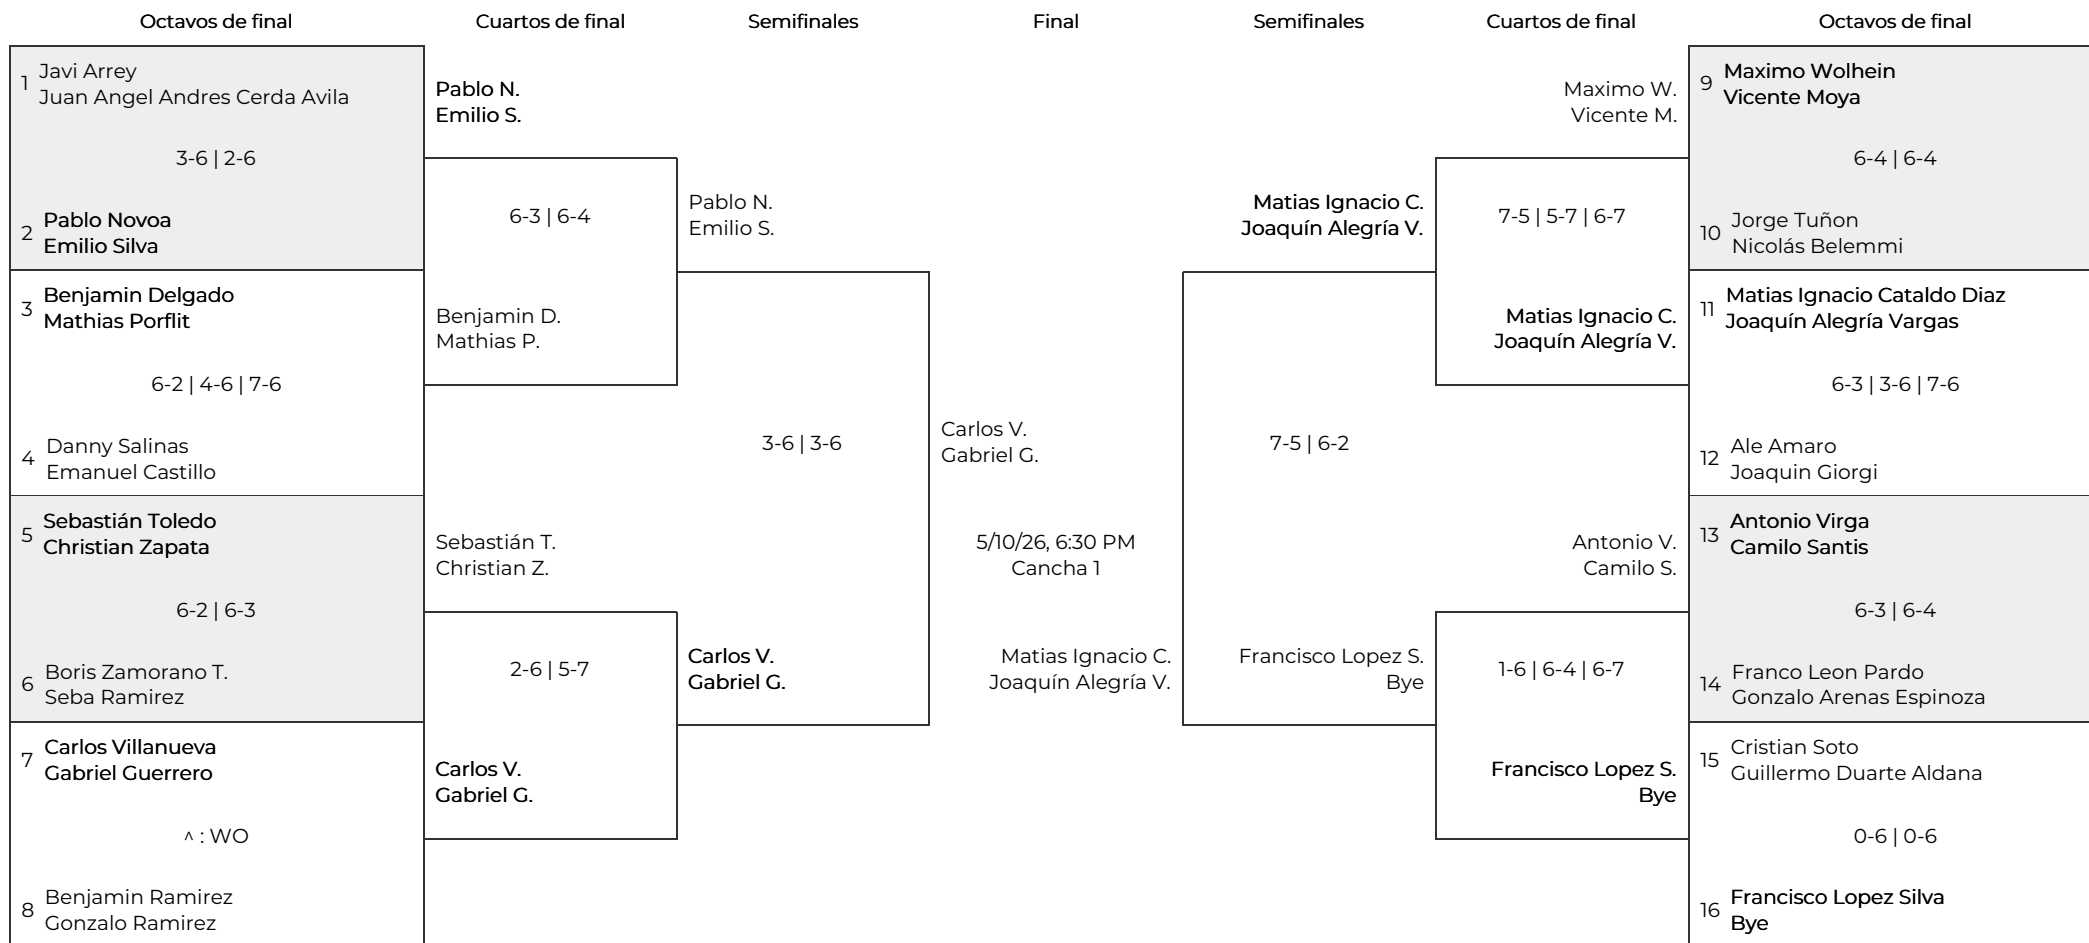 Octavos de final
Cuartos de final
Semifinales
Final
Semifinales
Cuartos de final
Octavos de final
1
Javi Arrey
Juan Angel Andres Cerda Avila
3-6 | 2-6
2
Pablo Novoa
Emilio Silva
3
Benjamin Delgado
Mathias Porflit
6-2 | 4-6 | 7-6
4
Danny Salinas
Emanuel Castillo
5
Sebastián Toledo
Christian Zapata
6-2 | 6-3
6
Boris Zamorano T.
Seba Ramirez
7
Carlos Villanueva
Gabriel Guerrero
^ : WO
8
Benjamin Ramirez
Gonzalo Ramirez
Pablo N.
Emilio S.
6-3 | 6-4
Benjamin D.
Mathias P.
Sebastián T.
Christian Z.
2-6 | 5-7
Carlos V.
Gabriel G.
Pablo N.
Emilio S.
3-6 | 3-6
Carlos V.
Gabriel G.
Carlos V.
Gabriel G.
5/10/26, 6:30 PM
Cancha 1
Matias Ignacio C.
Joaquín Alegría V.
Matias Ignacio C.
Joaquín Alegría V.
7-5 | 6-2
Francisco Lopez S.
Bye
Maximo W.
Vicente M.
7-5 | 5-7 | 6-7
Matias Ignacio C.
Joaquín Alegría V.
Antonio V.
Camilo S.
1-6 | 6-4 | 6-7
Francisco Lopez S.
Bye
9
Maximo Wolhein
Vicente Moya
6-4 | 6-4
10
Jorge Tuñon
Nicolás Belemmi
11
Matias Ignacio Cataldo Diaz
Joaquín Alegría Vargas
6-3 | 3-6 | 7-6
12
Ale Amaro
Joaquin Giorgi
13
Antonio Virga
Camilo Santis
6-3 | 6-4
14
Franco Leon Pardo
Gonzalo Arenas Espinoza
15
Cristian Soto
Guillermo Duarte Aldana
0-6 | 0-6
16
Francisco Lopez Silva
Bye